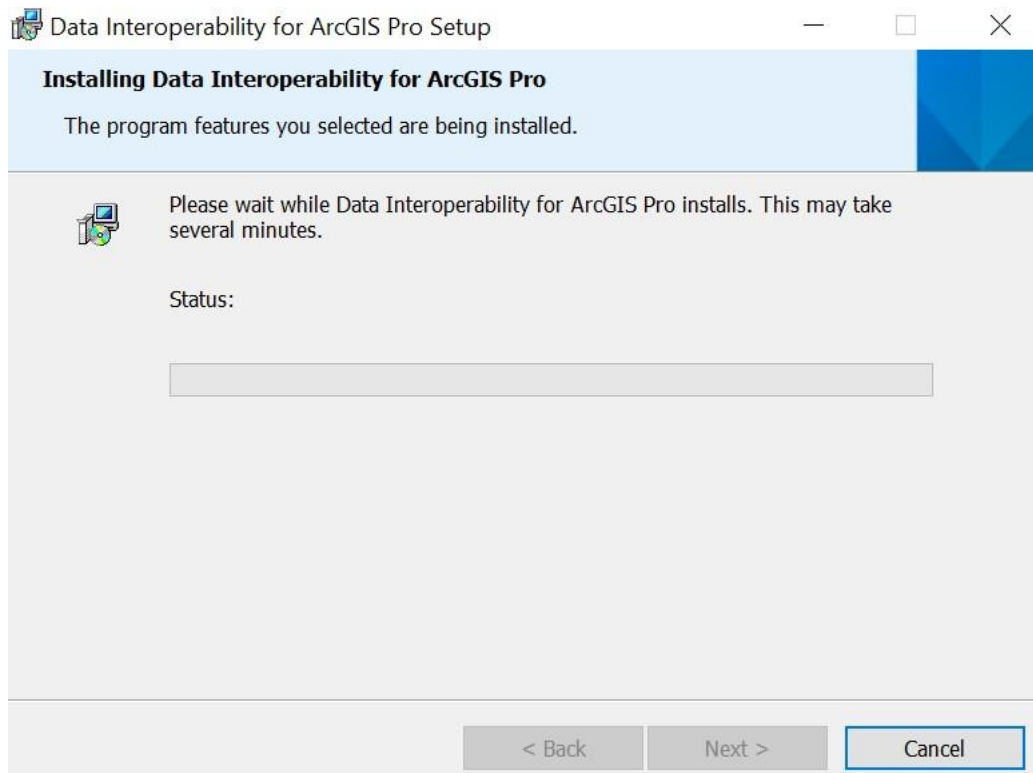 Data Interoperability for ArcGIS Pro Setup
Installing Data Interoperability for ArcGIS Pro
The program features you selected are being installed.
Please wait while Data Interoperability for ArcGIS Pro installs. This may take
several minutes.
Status:
< Back
Next >
Cancel